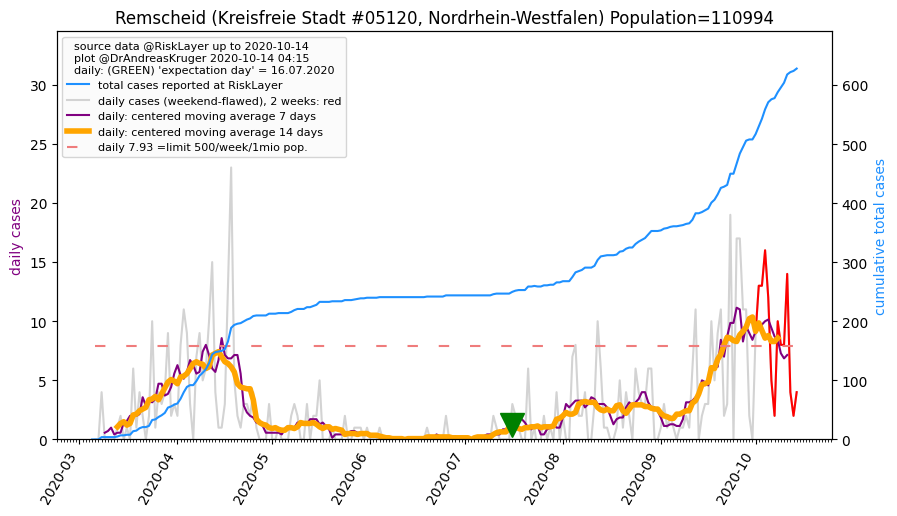 Remscheid (Kreisfreie Stadt #05120, Nordrhein-Westfalen) Population=110994
source data @RiskLayer up to 2020-10-14
plot @DrAndreasKruger 2020-10-14 04:15
daily: (GREEN) 'expectation day' = 16.07.2020
total cases reported at RiskLayer
daily cases (weekend-flawed), 2 weeks: red
daily: centered moving average 7 days
daily: centered moving average 14 days
daily 7.93 =limit 500/week/1mio pop.
daily cases
30
25
20
15
10
5
0
cumulative total cases
600
500
400
300
200
100
0
2020-03
2020-04
2020-05
2020-06
2020-07
2020-08
2020-09
2020-10